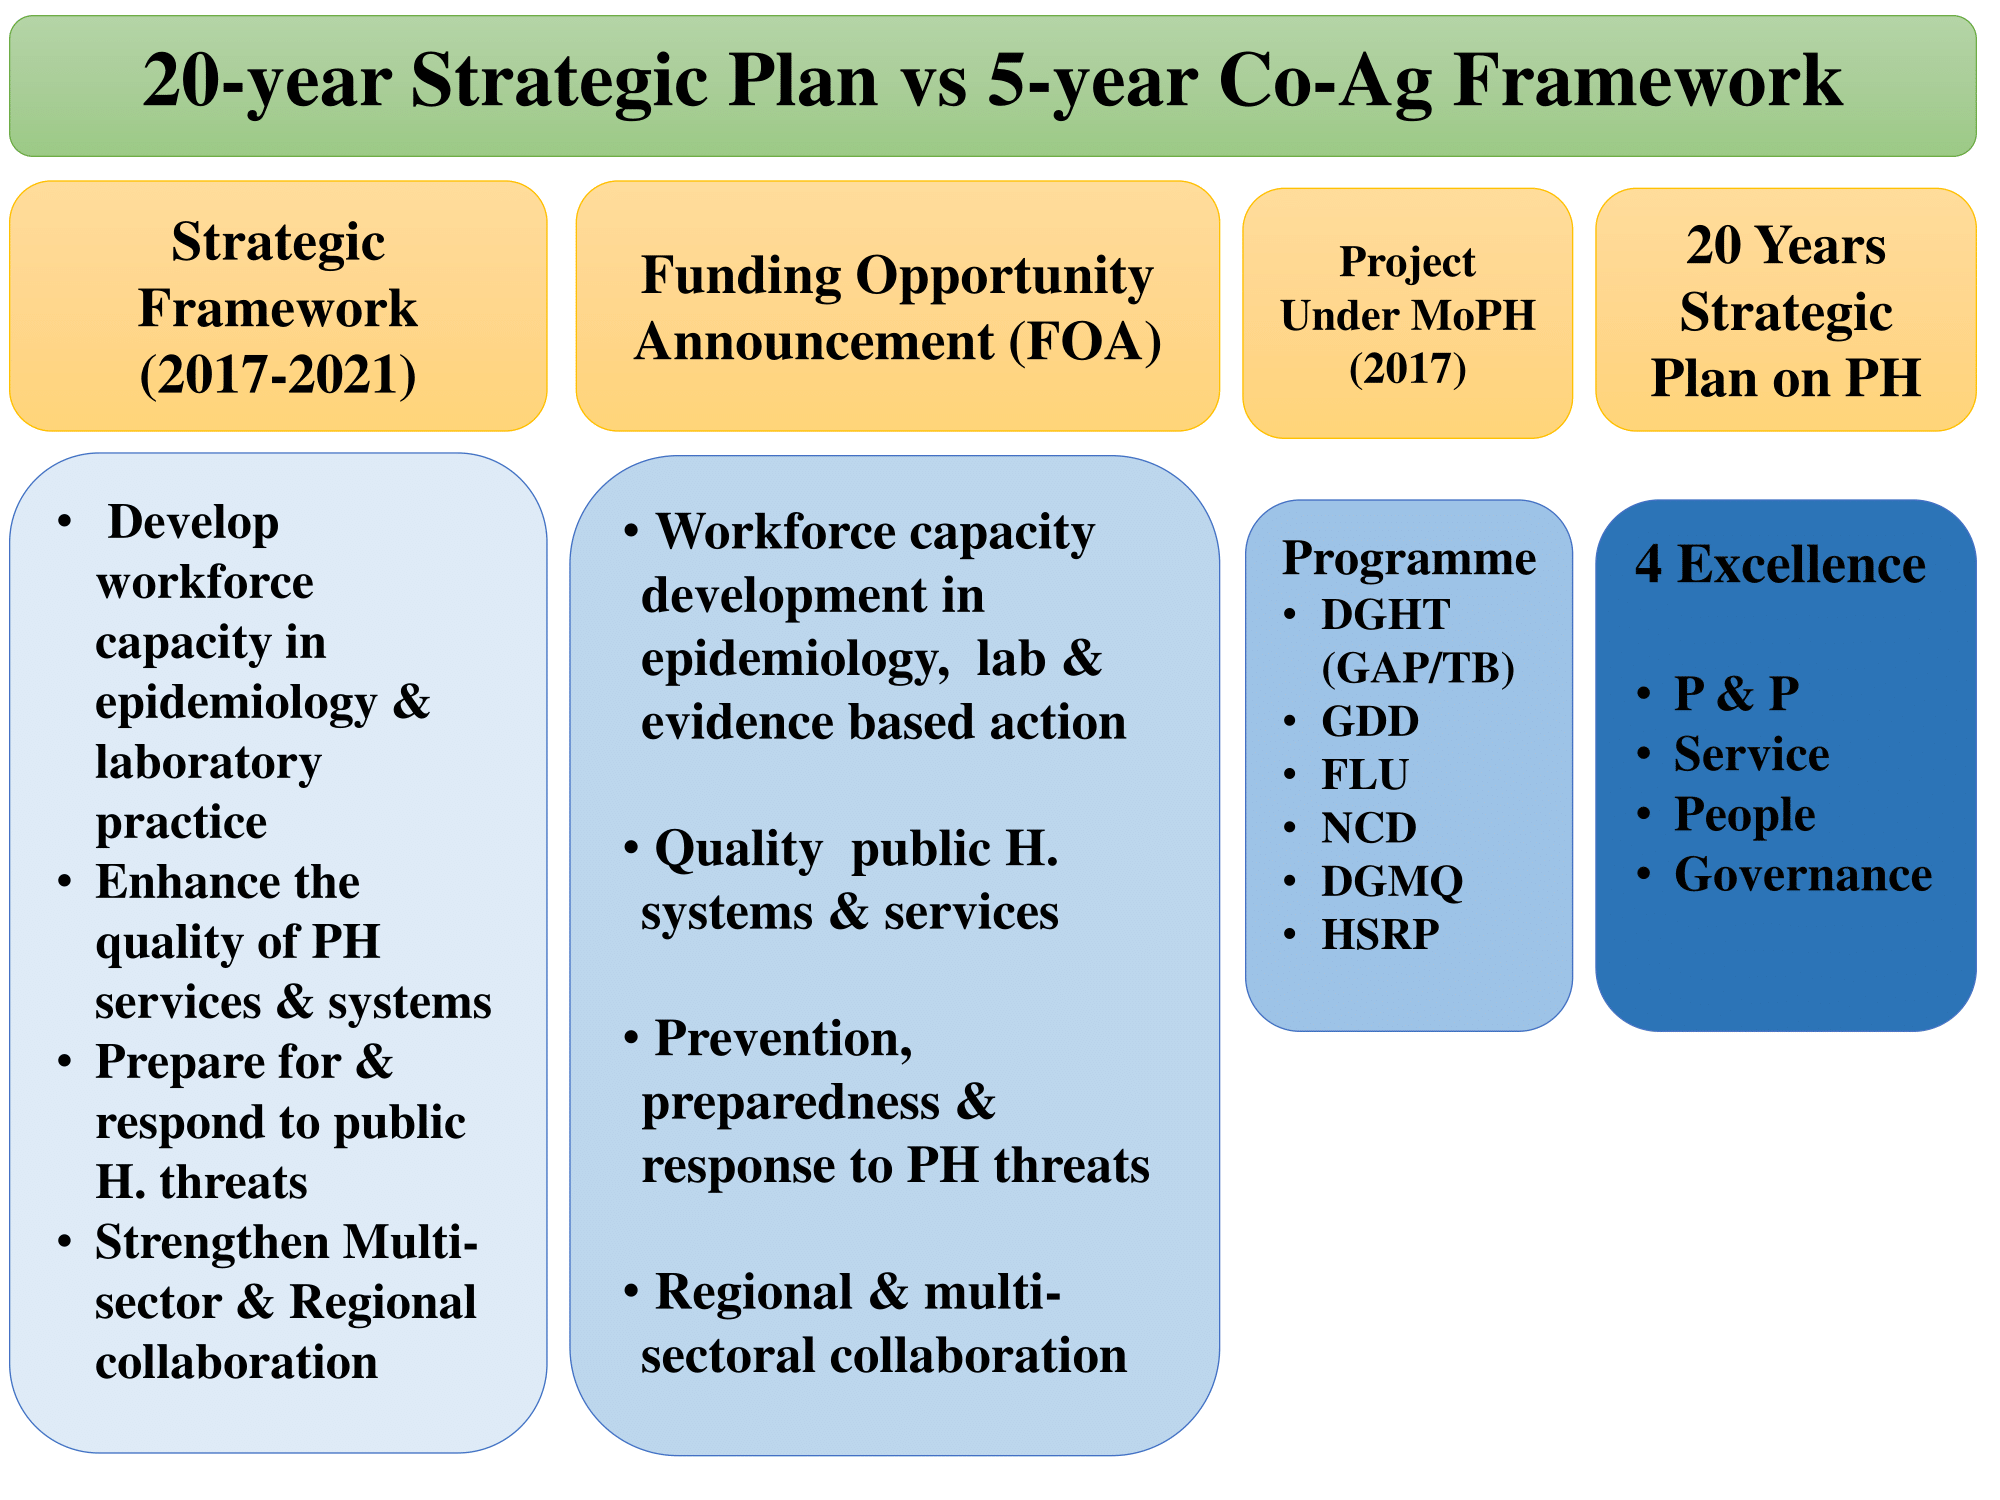 20-year Strategic Plan vs 5-year Co-Ag Framework
Strategic
Framework
(2017-2021)
Funding Opportunity
Announcement (FOA)
Project
Under MoPH
(2017)
20 Years
Strategic
Plan on PH
• Develop
workforce
capacity in
epidemiology &
laboratory
practice
• Enhance the
quality of PH
services & systems
• Prepare for &
respond to public
H. threats
• Strengthen Multi-
sector & Regional
collaboration
• Workforce capacity
development in
epidemiology, lab &
evidence based action
• Quality public H.
systems & services
• Prevention,
preparedness &
response to PH threats
• Regional & multi-
sectoral collaboration
Programme
• DGHT
(GAP/TB)
• GDD
• FLU
• NCD
• DGMQ
• HSRP
4 Excellence
• P & P
• Service
• People
• Governance